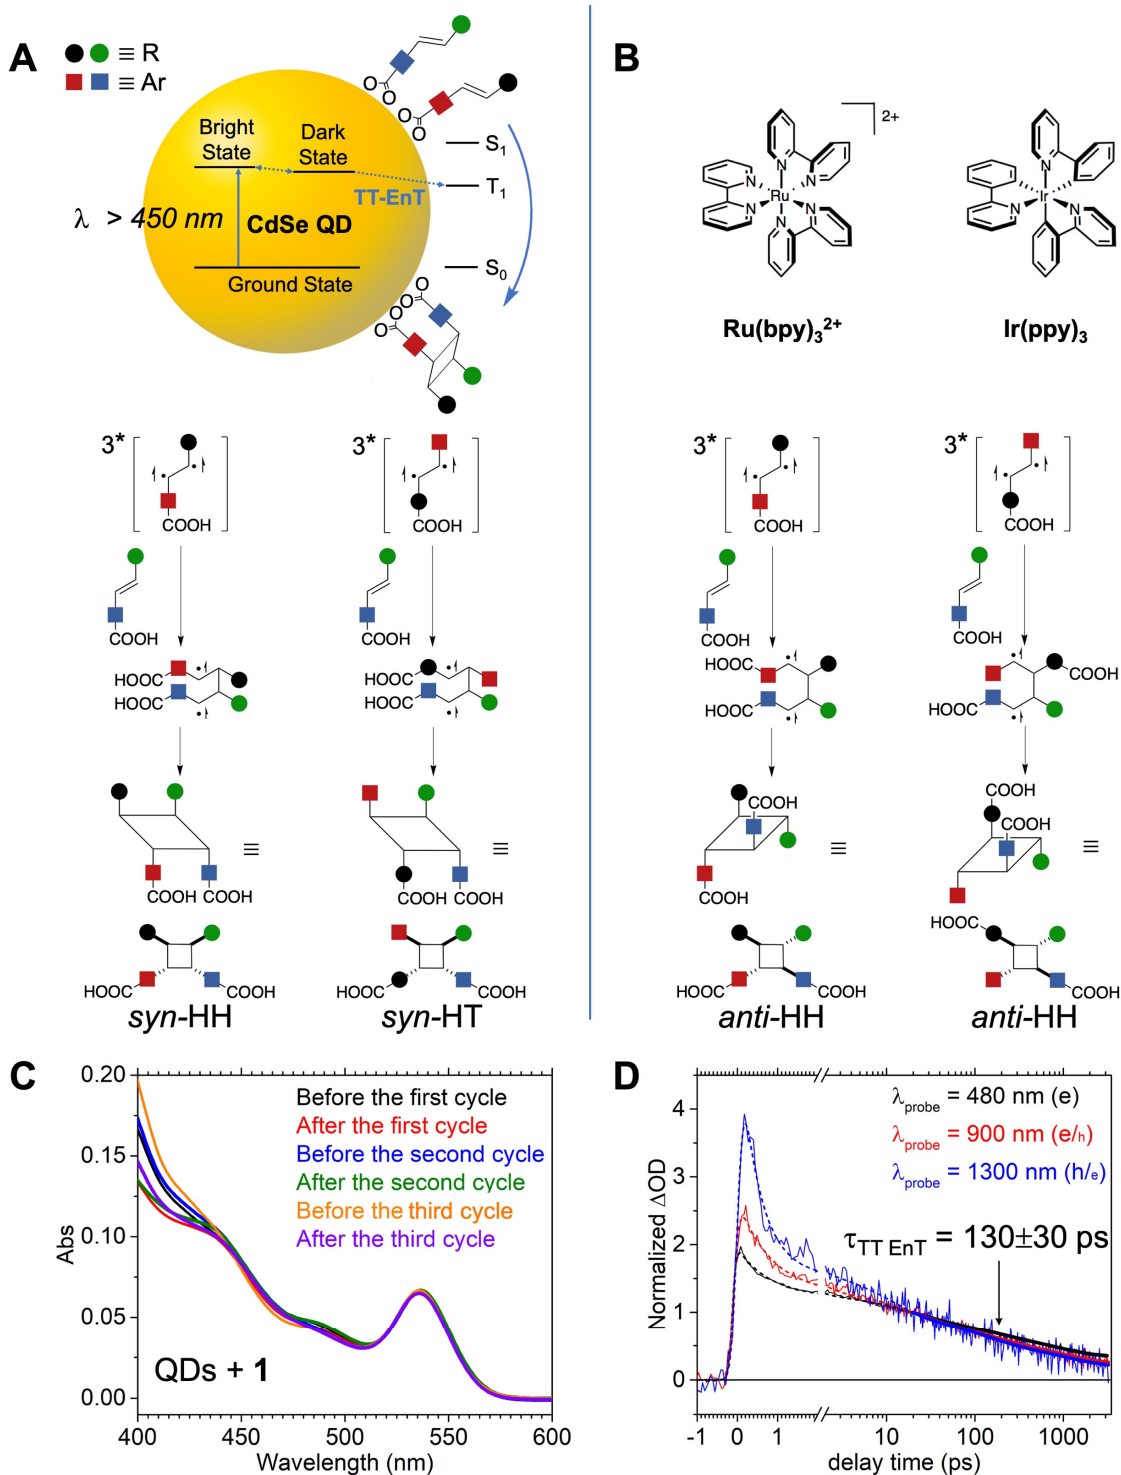 A
≡ R
≡ Ar
Bright State
Dark State
S1
T1
TT-EnT
λ > 450 nm
CdSe QD
S0
Ground State
O
O
O
O
O
O
O
O
B
2+
N
N
N
N
N
N
Ru
N
N
N
Ir
Ru(bpy)3 2+
Ir(ppy)3
3*
COOH
COOH
HOOC
HOOC
COOH
COOH
≡
HOOC
COOH
syn-HH
3*
COOH
COOH
HOOC
HOOC
COOH
COOH
≡
HOOC
COOH
syn-HT
3*
COOH
COOH
HOOC
HOOC
COOH
COOH
≡
HOOC
COOH
anti-HH
3*
COOH
COOH
COOH
HOOC
COOH
COOH
≡
HOOC
COOH
anti-HH
C
0.20
0.15
0.10
0.05
0.00
Abs
Before the first cycle
After the first cycle
Before the second cycle
After the second cycle
Before the third cycle
After the third cycle
QDs + 1
400
450
500
550
600
Wavelength (nm)
D
4
3
2
1
0
Normalized ΔOD
λprobe = 480 nm (e)
λprobe = 900 nm (e/h)
λprobe = 1300 nm (h/e)
τTT EnT = 130±30 ps
-1
0
1
10
100
1000
delay time (ps)